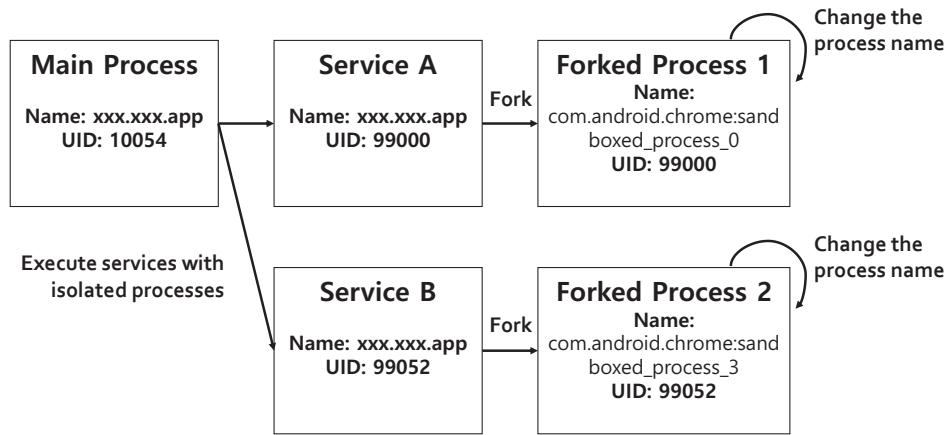 Main Process
Name: xxx.xxx.app
UID: 10054
Execute services with
isolated processes
Service A
Name: xxx.xxx.app
UID: 99000
Fork
Forked Process 1
Name:
com.android.chrome:sand
boxed_process_0
UID: 99000
Change the
process name
Service B
Name: xxx.xxx.app
UID: 99052
Fork
Forked Process 2
Name:
com.android.chrome:sand
boxed_process_3
UID: 99052
Change the
process name